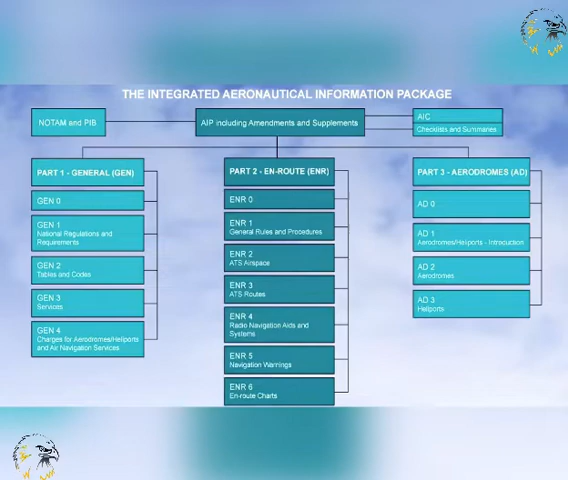 THE INTEGRATED AERONAUTICAL INFORMATION PACKAGE
NOTAM and PIB
AIP including Amendments and Supplements
AIC
Checklists and Summaries
PART 1 - GENERAL (GEN)
GEN 0
GEN 1
National Regulations and
Requirements
GEN 2
Tables and Codes
GEN 3
Services
GEN 4
Charges for Aerodromes/Heliports
and Air Navigation Services
PART 2 - EN-ROUTE (ENR)
ENR 0
ENR 1
General Rules and Procedures
ENR 2
ATS Airspace
ENR 3
ATS Routes
ENR 4
Radio Navigation Aids and
Systems
ENR 5
Navigation Warnings
ENR 6
En-route Charts
PART 3 - AERODROMES (AD)
AD 0
AD 1
Aerodromes/Heliports - Introduction
AD 2
Aerodromes
AD 3
Heliports